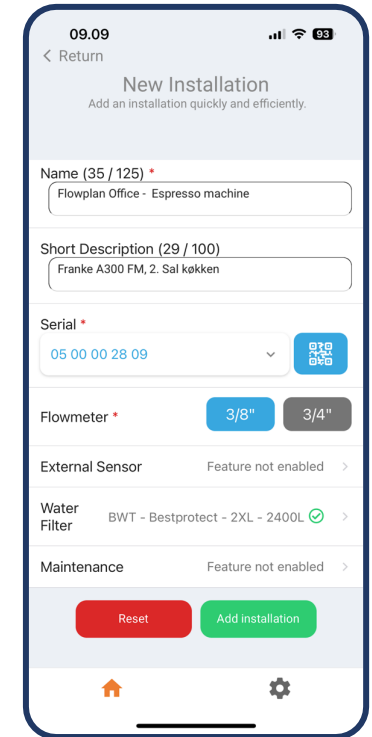 09.09
93
Return
New Installation
Add an installation quickly and efficiently.
Name (35 / 125) *
Flowplan Office -  Espresso machine
Short Description (29 / 100)
Franke A300 FM, 2. Sal køkken
Serial *
05 00 00 28 09
Flowmeter *
3/8"
3/4"
External Sensor
Feature not enabled
Water
Filter
BWT - Bestprotect - 2XL - 2400L
Maintenance
Feature not enabled
Reset
Add installation